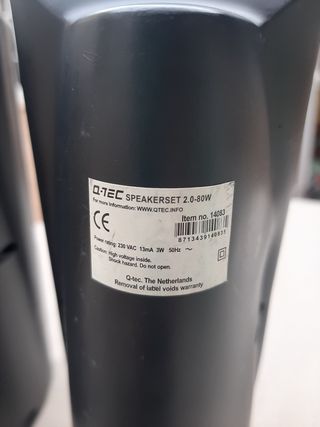 Q-TEC SPEAKERSET 2.0-80W
For more information: WWW.QTEC.INFO
Item no. 14083
CE
8713439140835
Power rating: 230 VAC 13mA 3W 50Hz ~
Caution: High voltage inside.
Shock hazard. Do not open.
Q-tec. The Netherlands
Removal of label voids warranty